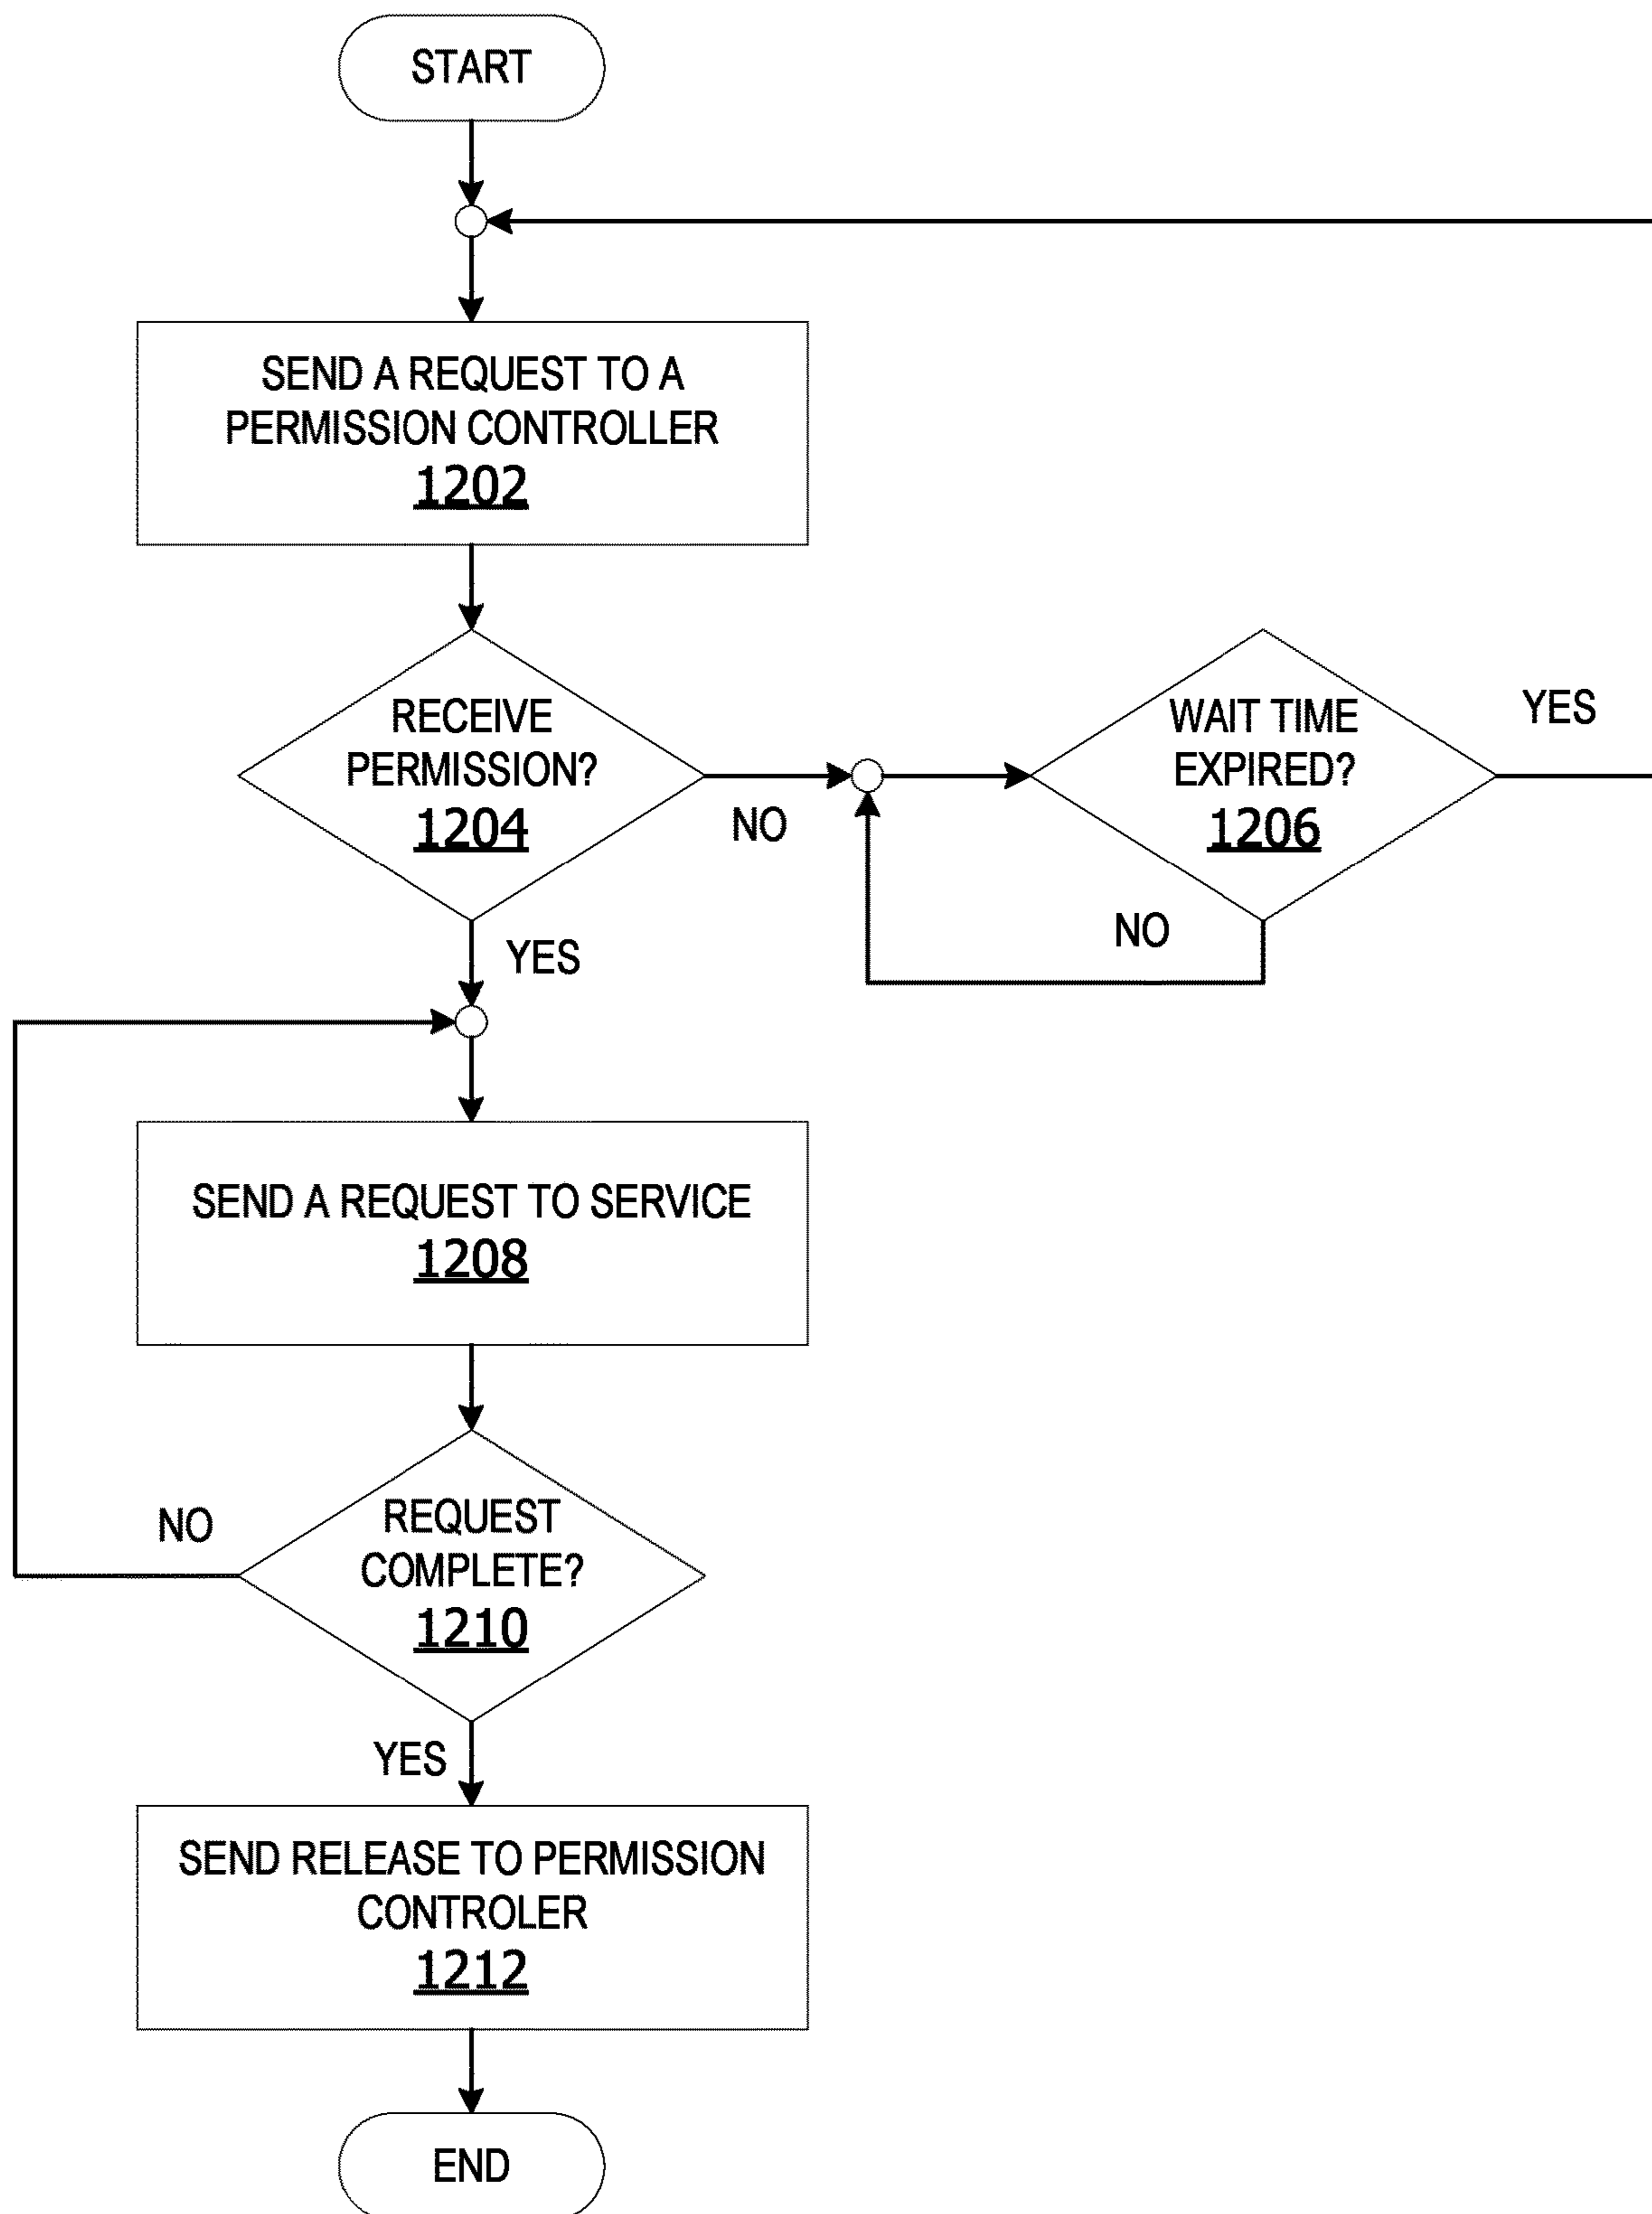 START
SEND A REQUEST TO A
PERMISSION CONTROLLER
1202
RECEIVE
PERMISSION?
1204
NO
YES
WAIT TIME
EXPIRED?
1206
YES
NO
SEND A REQUEST TO SERVICE
1208
REQUEST
COMPLETE?
1210
NO
YES
SEND RELEASE TO PERMISSION
CONTROLER
1212
END